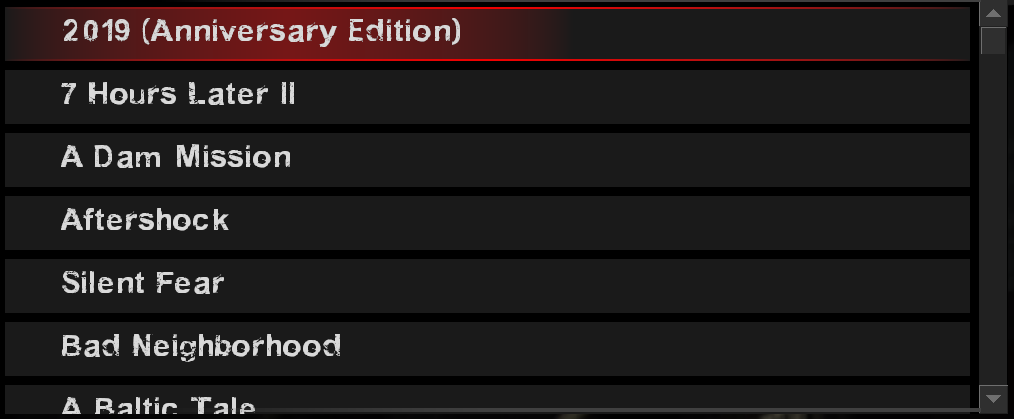 2019 (Anniversary Edition)
7 Hours Later II
A Dam Mission
Aftershock
Silent Fear
Bad Neighborhood
A Baltic Tale